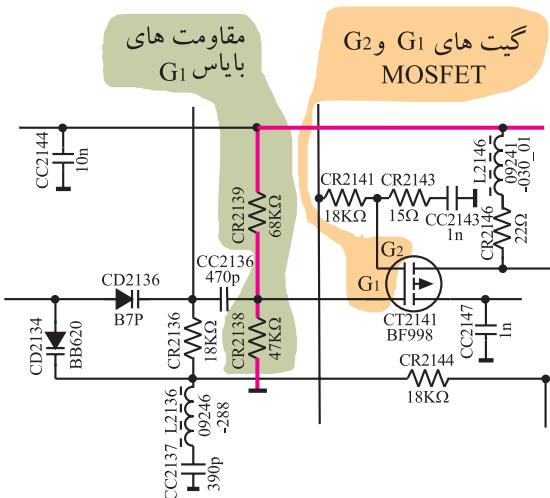 مقاومت های
بایاس G1
گیت های G1 و G2
MOSFET
CC2144
10n
CR2139
68KΩ
CR2141
18KΩ
CR2143
15Ω
CC2143
1n
L2146
09241
-030_01
CR2146
22Ω
CC2136
470p
G2
G1
CD2136
B7P
CD2134
BB620
CR2136
18KΩ
CR2138
47KΩ
CT2141
BF998
CC2147
1n
CR2144
18KΩ
L2136
09246
-288
CC2137
390p